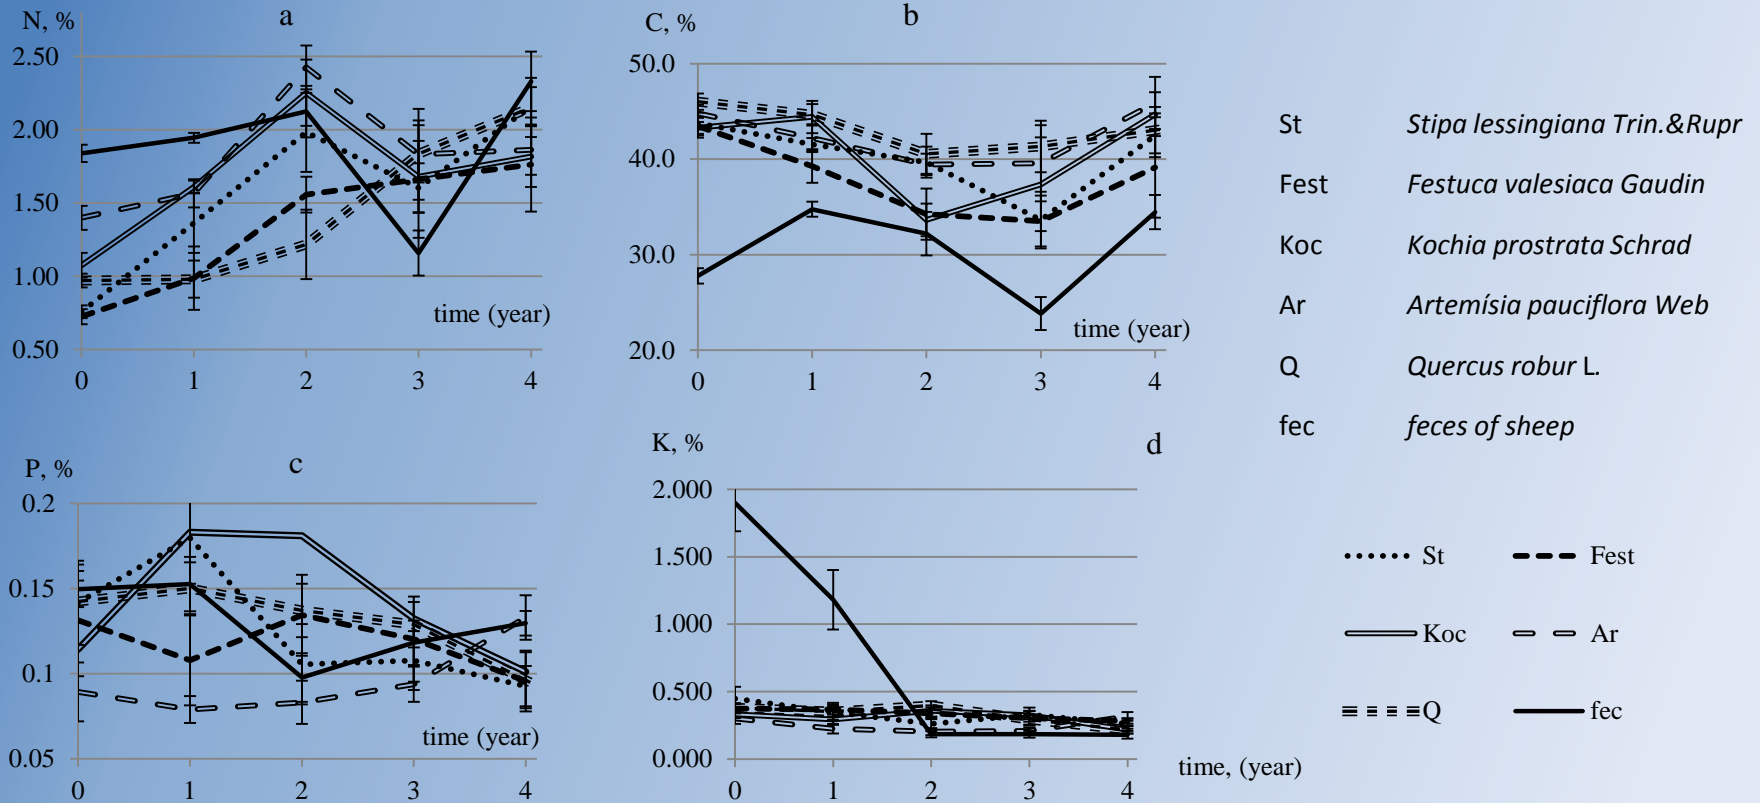 N, %
a
2.50
2.00
1.50
1.00
0.50
0 1 2 3 4
time (year)
C, %
b
50.0
40.0
30.0
20.0
0 1 2 3 4
time (year)
St Stipa lessingiana Trin.&Rupr
Fest Festuca valesiaca Gaudin
Koc Kochia prostrata Schrad
Ar Artemísia pauciflora Web
Q Quercus robur L.
fec feces of sheep
P, %
c
0.2
0.15
0.1
0.05
0 1 2 3 4
time (year)
K, %
d
2.000
1.500
1.000
0.500
0.000
0 1 2 3 4
time, (year)
St Fest
Koc Ar
Q fec